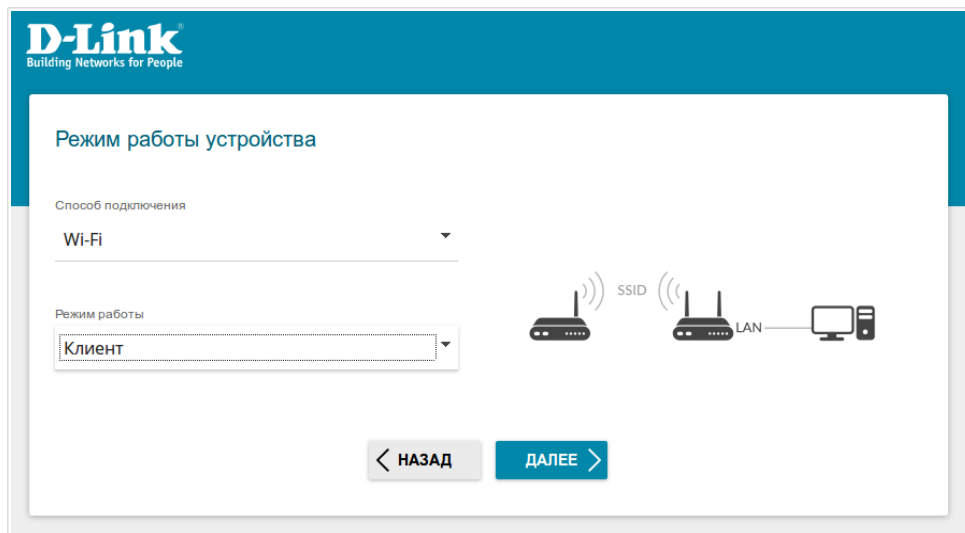 D-Link
Building Networks for People
Режим работы устройства
Способ подключения
Wi-Fi
Режим работы
Клиент
SSID
LAN
НАЗАД
ДАЛЕЕ